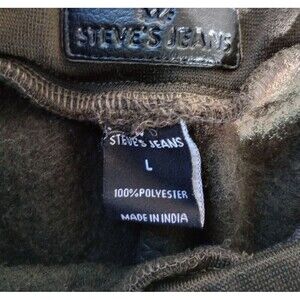 STEVE'S JEANS
STEVE'S JEANS
L
100% POLYESTER
MADE IN INDIA